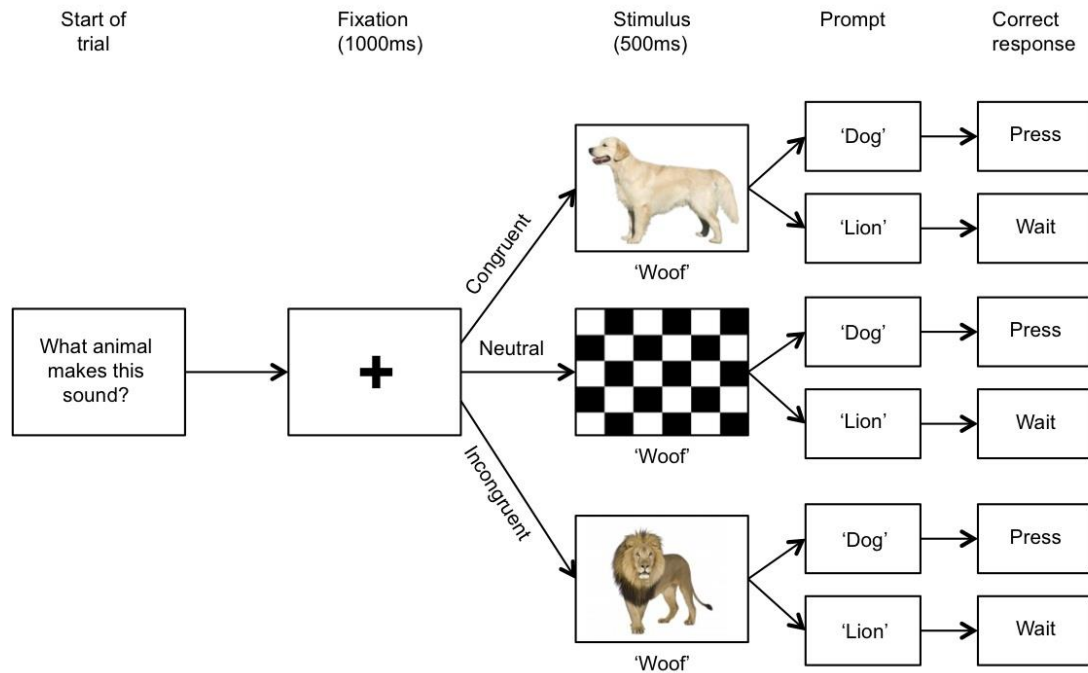 Start of
trial
Fixation
(1000ms)
Stimulus
(500ms)
Prompt
Correct
response
What animal
makes this
sound?
Congruent
Neutral
Incongruent
‘Woof’
‘Dog’
Press
‘Lion’
Wait
‘Woof’
‘Dog’
Press
‘Lion’
Wait
‘Woof’
‘Dog’
Press
‘Lion’
Wait